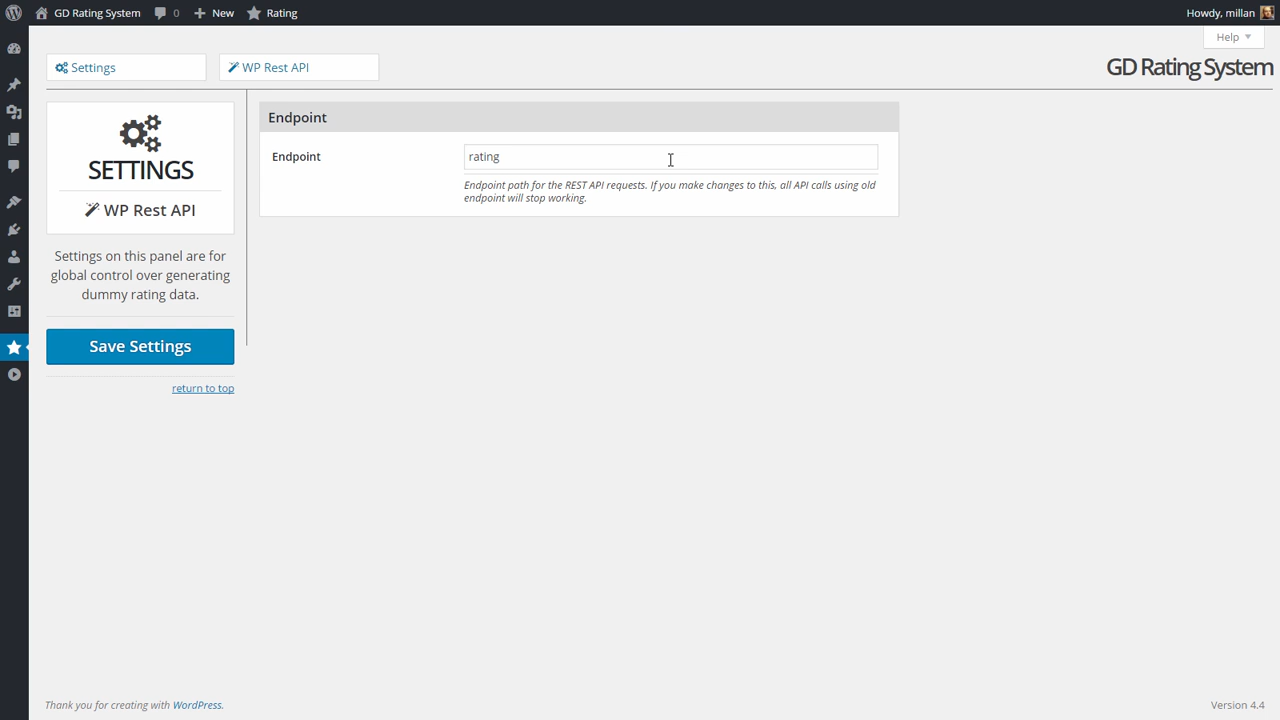 GD Rating System
0
New
Rating
Howdy, millan
Help
Settings
WP Rest API
GD Rating System
SETTINGS
WP Rest API
Settings on this panel are for
global control over generating
dummy rating data.
Save Settings
return to top
Endpoint
Endpoint
rating
Endpoint path for the REST API requests. If you make changes to this, all API calls using old
endpoint will stop working.
Thank you for creating with WordPress.
Version 4.4